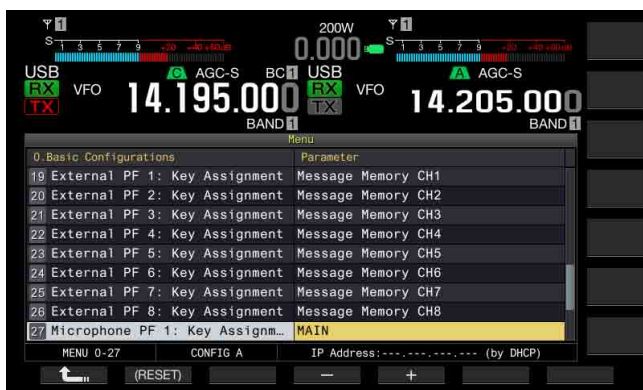 1 200W 1
S 1 3 5 7 9 +20 +40 +60dB 0.000 S 1 3 5 7 9 +20 +40 +60dB
USB C AGC-S BC1 USB A AGC-S
RX VFO 14.195.000 RX VFO 14.205.000
TX TX
BAND 1 BAND 1
Menu
0.Basic Configurations Parameter
19 External PF 1: Key Assignment Message Memory CH1
20 External PF 2: Key Assignment Message Memory CH2
21 External PF 3: Key Assignment Message Memory CH3
22 External PF 4: Key Assignment Message Memory CH4
23 External PF 5: Key Assignment Message Memory CH5
24 External PF 6: Key Assignment Message Memory CH6
25 External PF 7: Key Assignment Message Memory CH7
26 External PF 8: Key Assignment Message Memory CH8
27 Microphone PF 1: Key Assignm… MAIN
MENU 0-27 CONFIG A IP Address:---.---.---.--- (by DHCP)
(RESET) − +